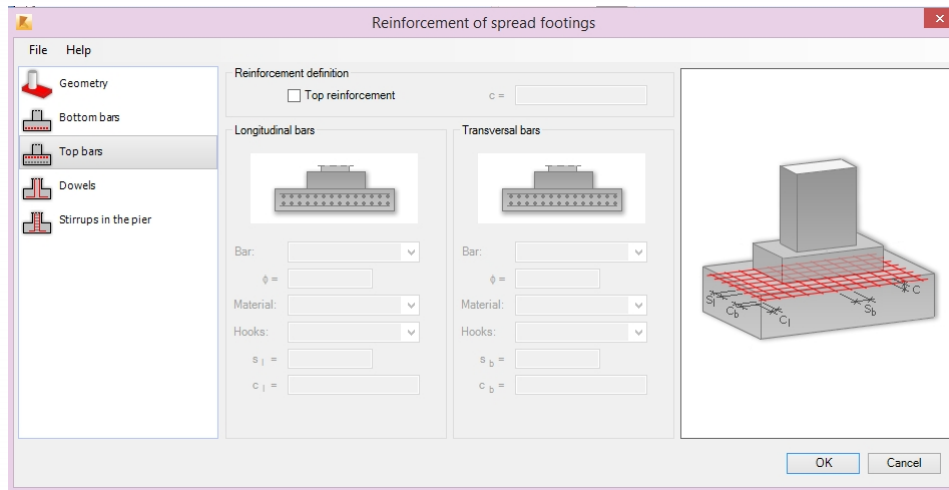 Reinforcement of spread footings
File Help
Geometry
Bottom bars
Top bars
Dowels
Stirrups in the pier
Reinforcement definition
Top reinforcement
c =
Longitudinal bars
Bar:
ϕ =
Material:
Hooks:
s l =
c l =
Transversal bars
Bar:
ϕ =
Material:
Hooks:
s b =
c b =
C
Sl
Cb
Cl
Sb
OK Cancel